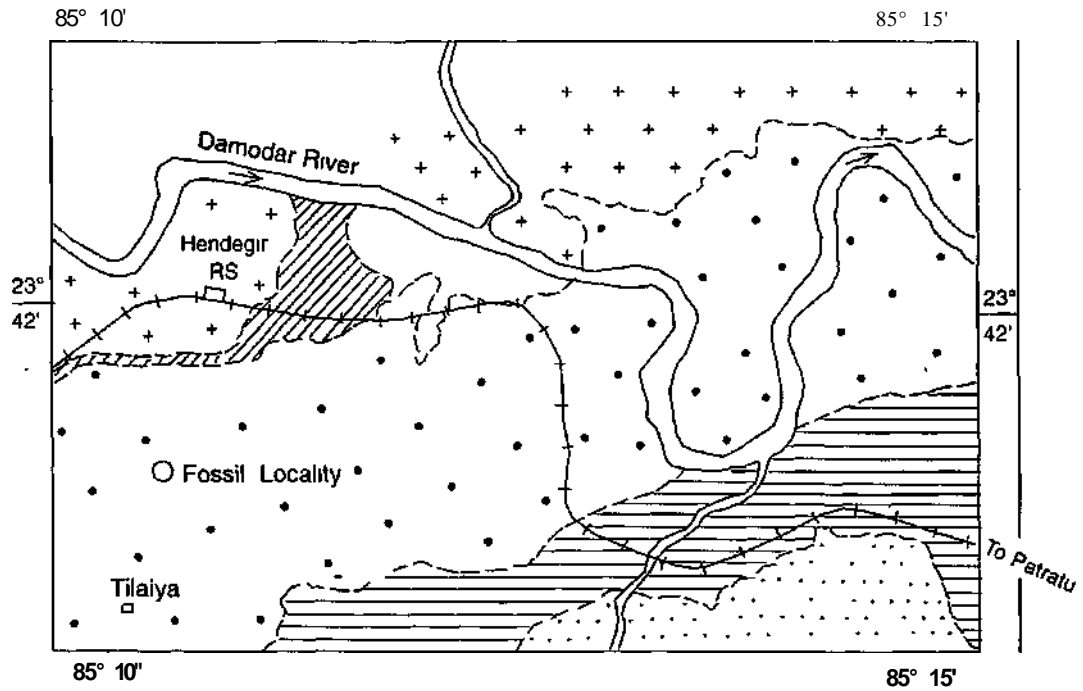 85° 10'
85° 15'
Damodar River
Hendegir
RS
23°
42'
23°
42'
Fossil Locality
Tilaiya
To Patratu
85° 10"
85° 15'